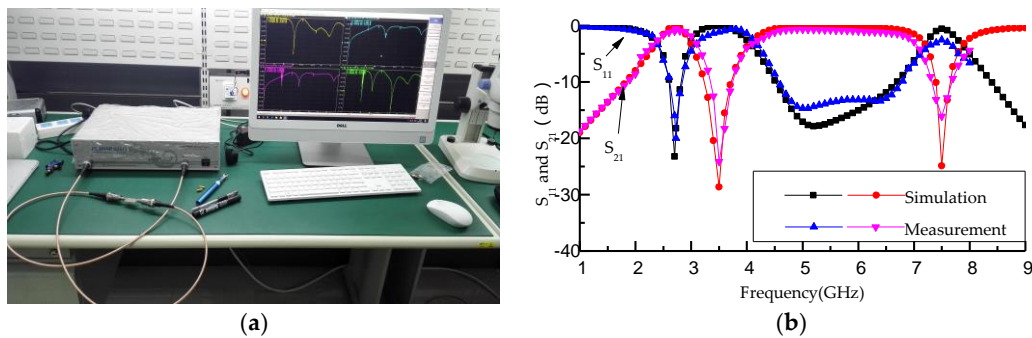 DELL
S11
S21
S11 and S21 ( dB )
0
-10
-20
-30
-40
Simulation
Measurement
1 2 3 4 5 6 7 8 9
Frequency(GHz)
(a) (b)